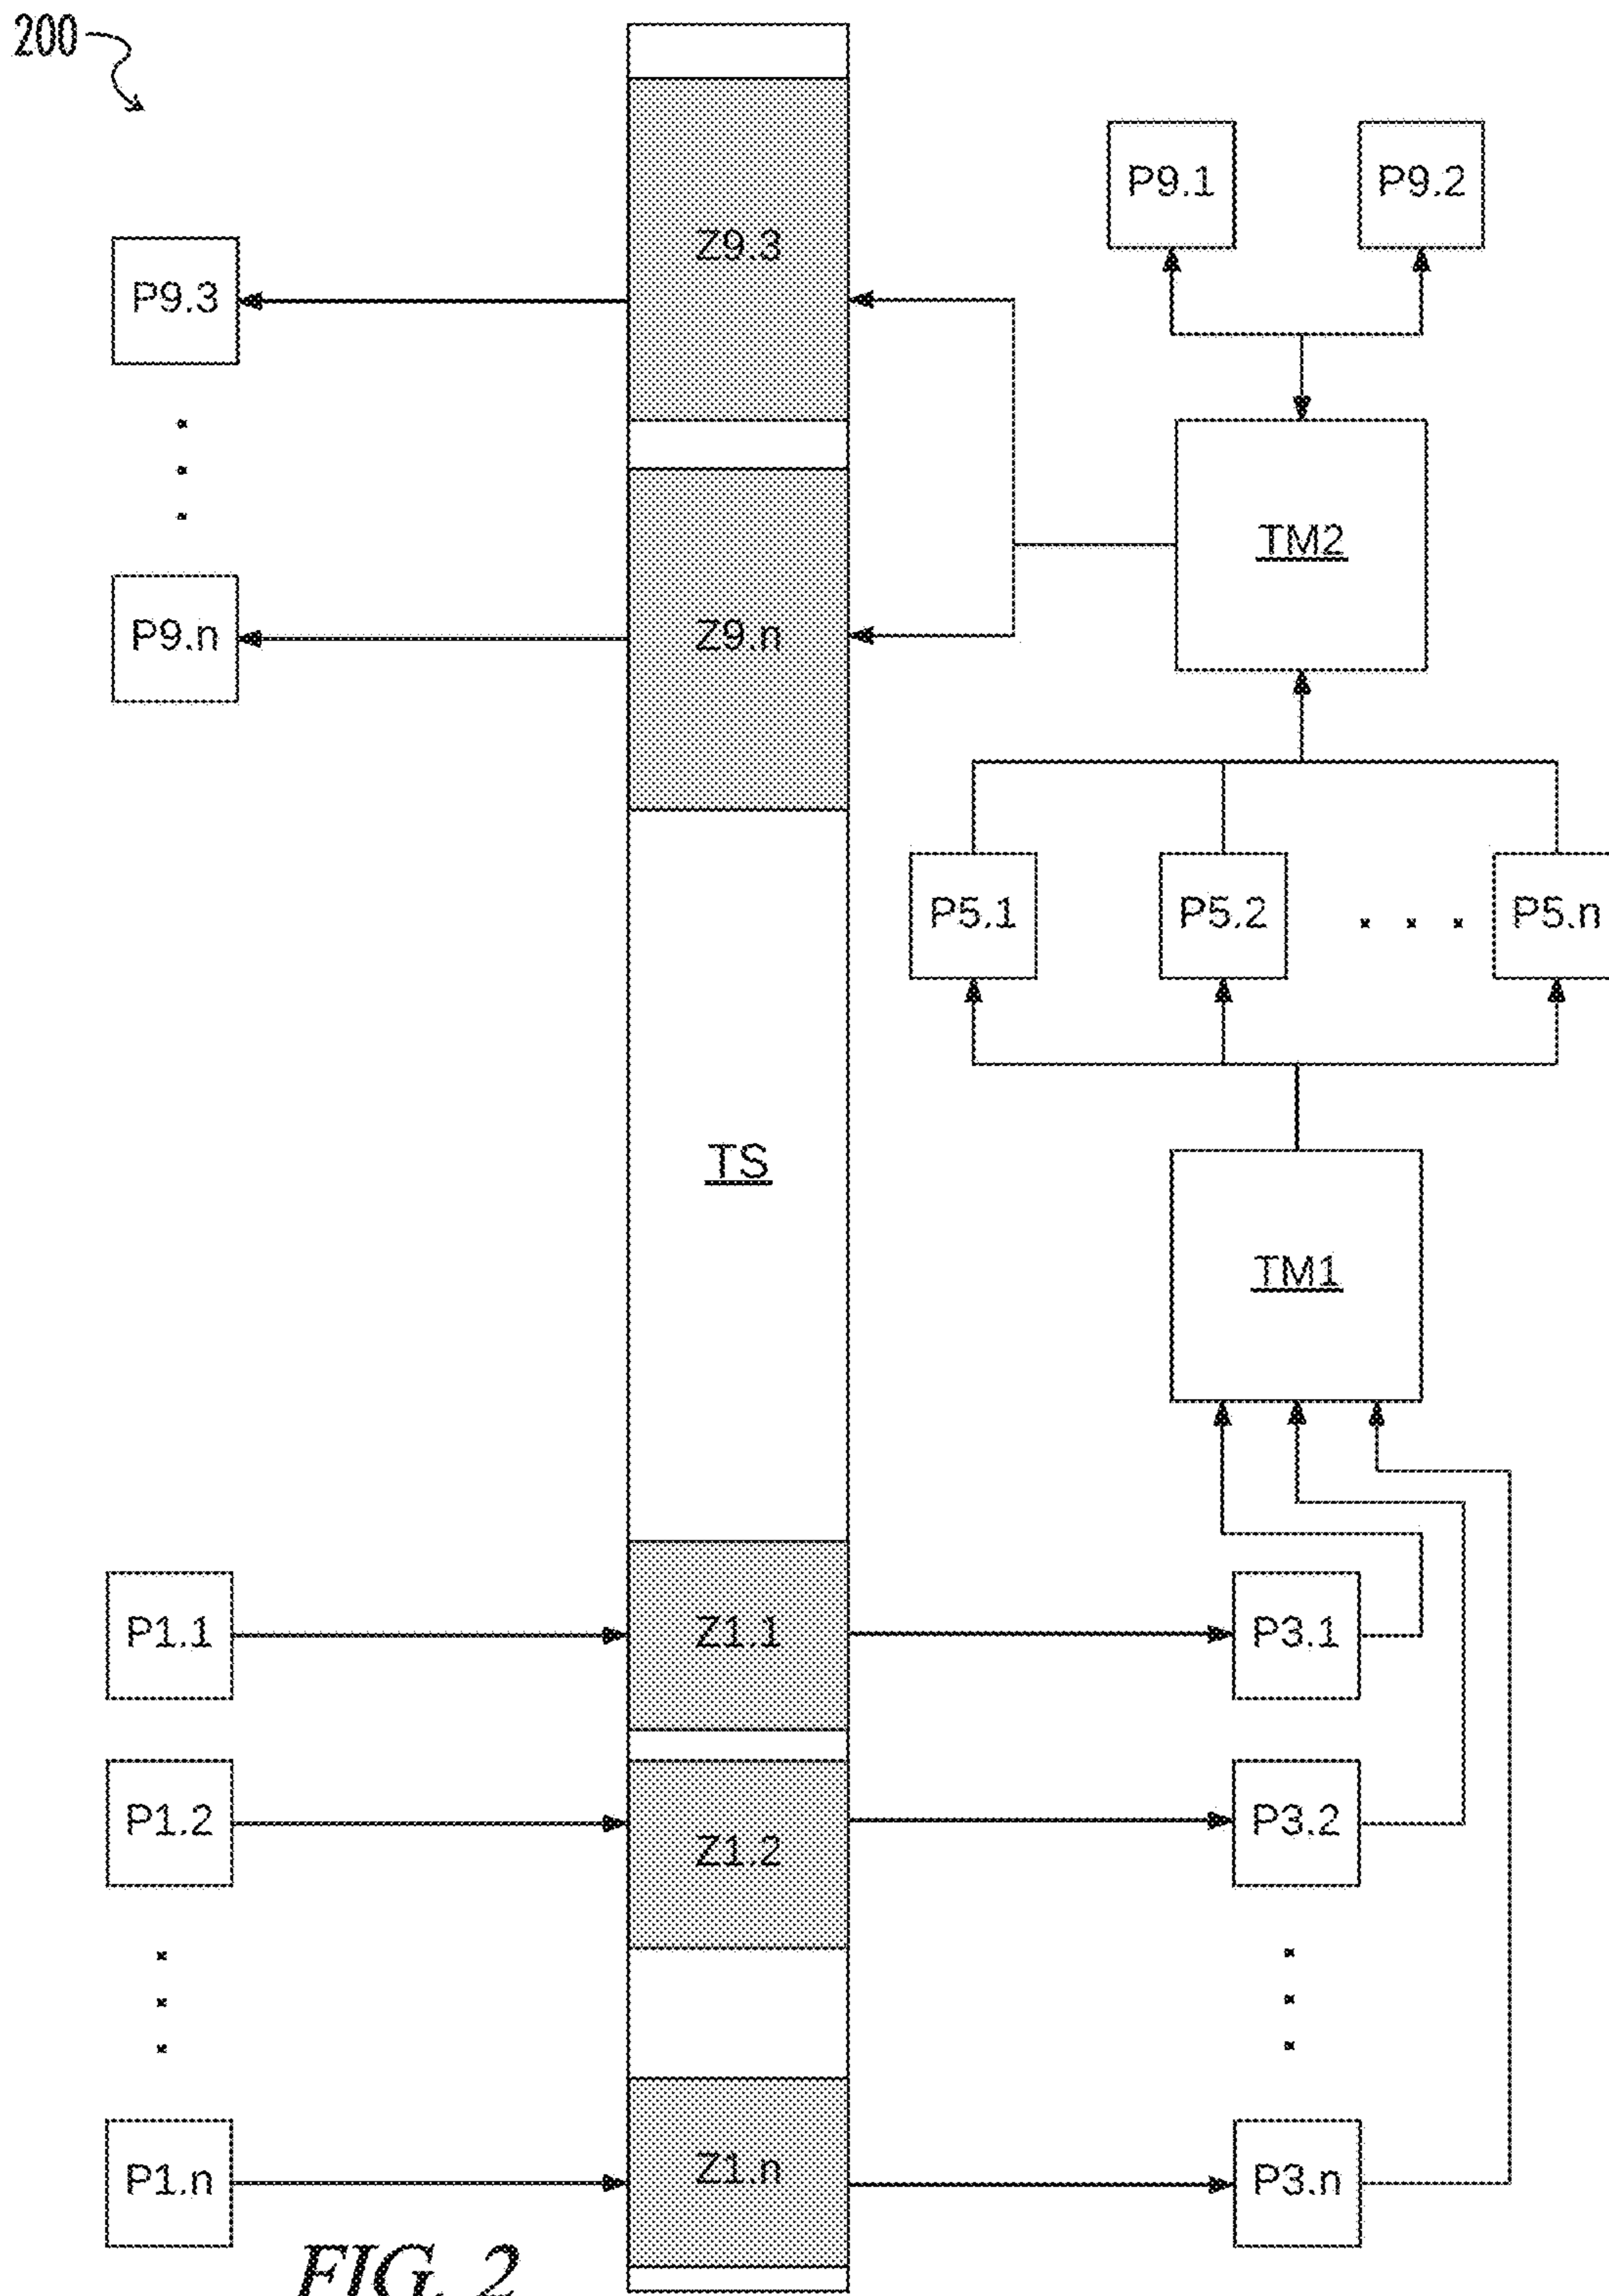 200
P9.1
P9.2
Z9.3
P9.3
TM2
Z9.n
P9.n
P5.1
P5.2
. . .
P5.n
TS
TM1
P1.1
Z1.1
P3.1
P1.2
Z1.2
P3.2
P1.n
Z1.n
P3.n
FIG. 2